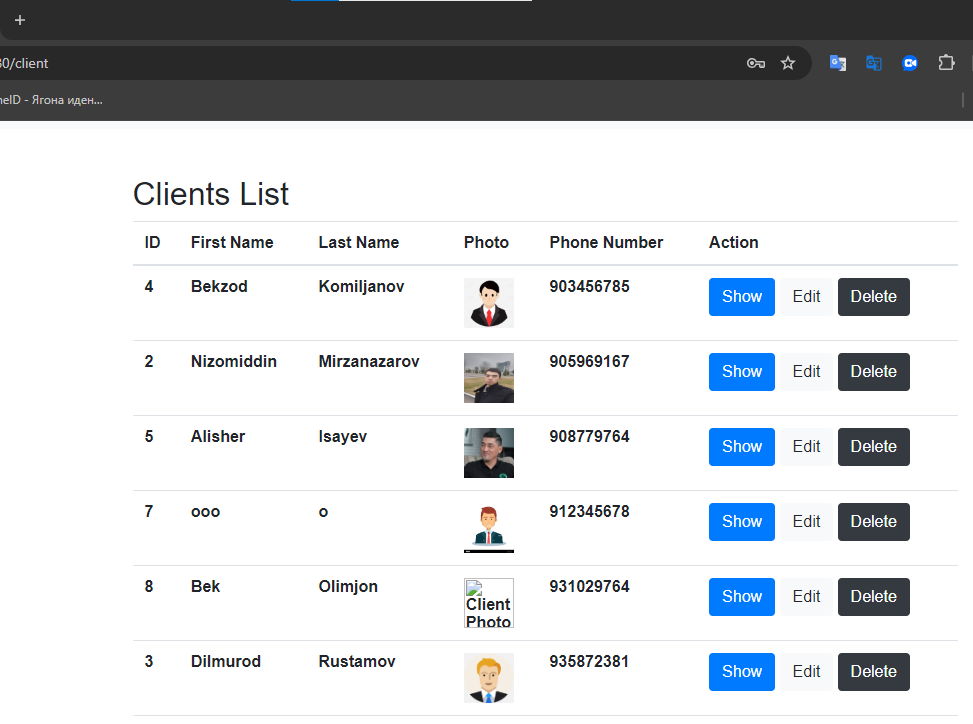 +
30/client
neID - Ягона иден...
Clients List
ID First Name Last Name Photo Phone Number Action
4 Bekzod Komiljanov 903456785 Show Edit Delete
2 Nizomiddin Mirzanazarov 905969167 Show Edit Delete
5 Alisher Isayev 908779764 Show Edit Delete
7 ooo o 912345678 Show Edit Delete
8 Bek Olimjon Client Photo 931029764 Show Edit Delete
3 Dilmurod Rustamov 935872381 Show Edit Delete